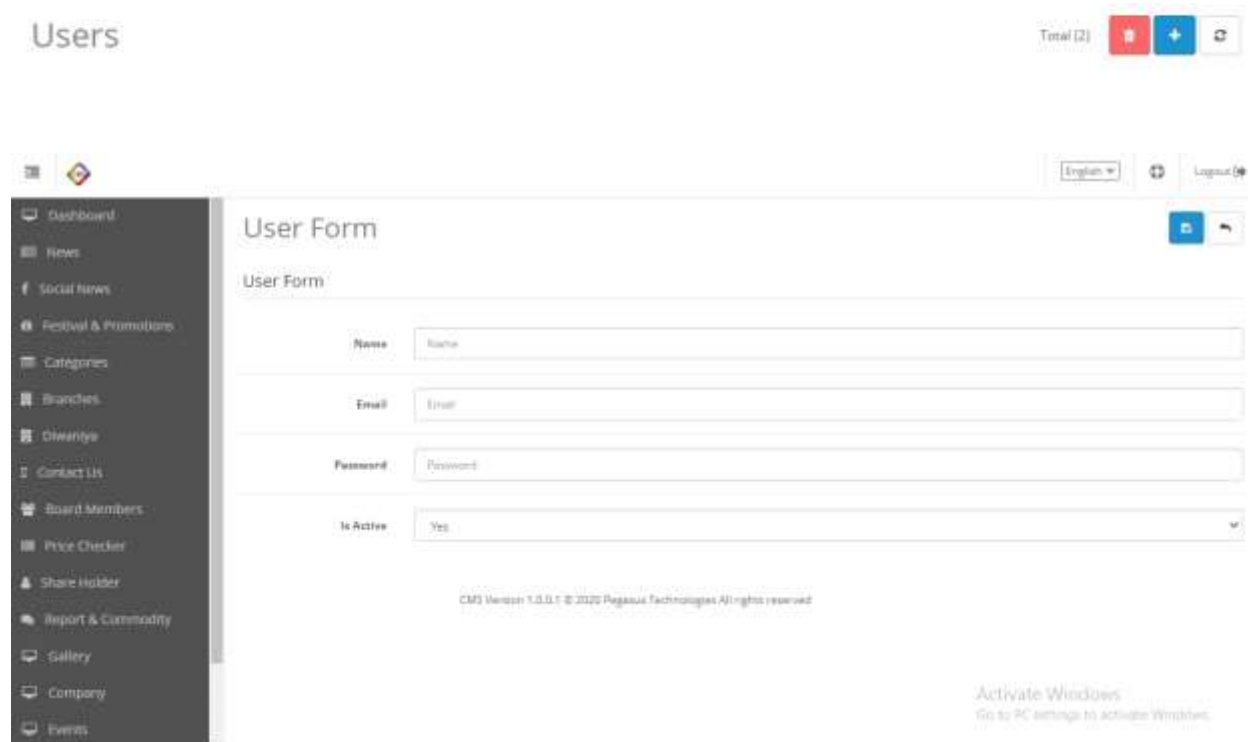 Users
Total (2)
English
Logout
Dashboard
News
Social News
Festival & Promotions
Categories
Branches
Diwaniya
Contact Us
Board Members
Price Checker
Share Holder
Report & Commodity
Gallery
Company
Events
User Form
User Form
Name
Name
Email
Email
Password
Password
Is Active
Yes
CMS Version 1.0.0.1 © 2020 Pegasus Technologies All rights reserved
Activate Windows
Go to PC settings to activate Windows.